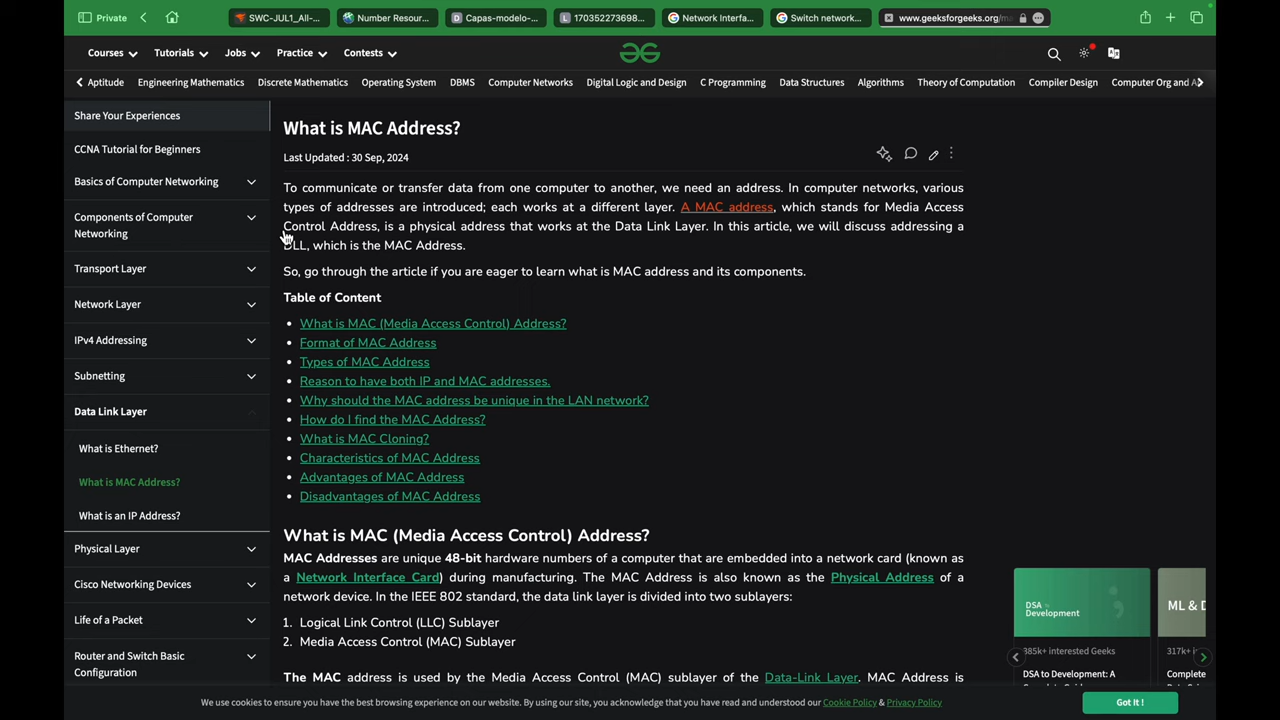 Private
SWC-JUL1_All-...
Number Resour...
Capas-modelo-...
170352273698...
Network Interfa...
Switch network...
www.geeksforgeeks.org/m
Courses
Tutorials
Jobs
Practice
Contests
Aptitude
Engineering Mathematics
Discrete Mathematics
Operating System
DBMS
Computer Networks
Digital Logic and Design
C Programming
Data Structures
Algorithms
Theory of Computation
Compiler Design
Computer Org and A
Share Your Experiences
CCNA Tutorial for Beginners
Basics of Computer Networking
Components of Computer
Networking
Transport Layer
Network Layer
IPv4 Addressing
Subnetting
Data Link Layer
What is Ethernet?
What is MAC Address?
What is an IP Address?
Physical Layer
Cisco Networking Devices
Life of a Packet
Router and Switch Basic
Configuration
What is MAC Address?
Last Updated : 30 Sep, 2024
To communicate or transfer data from one computer to another, we need an address. In computer networks, various
types of addresses are introduced; each works at a different layer. A MAC address, which stands for Media Access
Control Address, is a physical address that works at the Data Link Layer. In this article, we will discuss addressing a
DLL, which is the MAC Address.
So, go through the article if you are eager to learn what is MAC address and its components.
Table of Content
• What is MAC (Media Access Control) Address?
• Format of MAC Address
• Types of MAC Address
• Reason to have both IP and MAC addresses.
• Why should the MAC address be unique in the LAN network?
• How do I find the MAC Address?
• What is MAC Cloning?
• Characteristics of MAC Address
• Advantages of MAC Address
• Disadvantages of MAC Address
What is MAC (Media Access Control) Address?
MAC Addresses are unique 48-bit hardware numbers of a computer that are embedded into a network card (known as
a Network Interface Card) during manufacturing. The MAC Address is also known as the Physical Address of a
network device. In the IEEE 802 standard, the data link layer is divided into two sublayers:
1. Logical Link Control (LLC) Sublayer
2. Media Access Control (MAC) Sublayer
The MAC address is used by the Media Access Control (MAC) sublayer of the Data-Link Layer. MAC Address is
DSA to
Development
385k+ interested Geeks
DSA to Development: A
ML & D
317k+ i
Complete
We use cookies to ensure you have the best browsing experience on our website. By using our site, you acknowledge that you have read and understood our Cookie Policy & Privacy Policy
Got It !